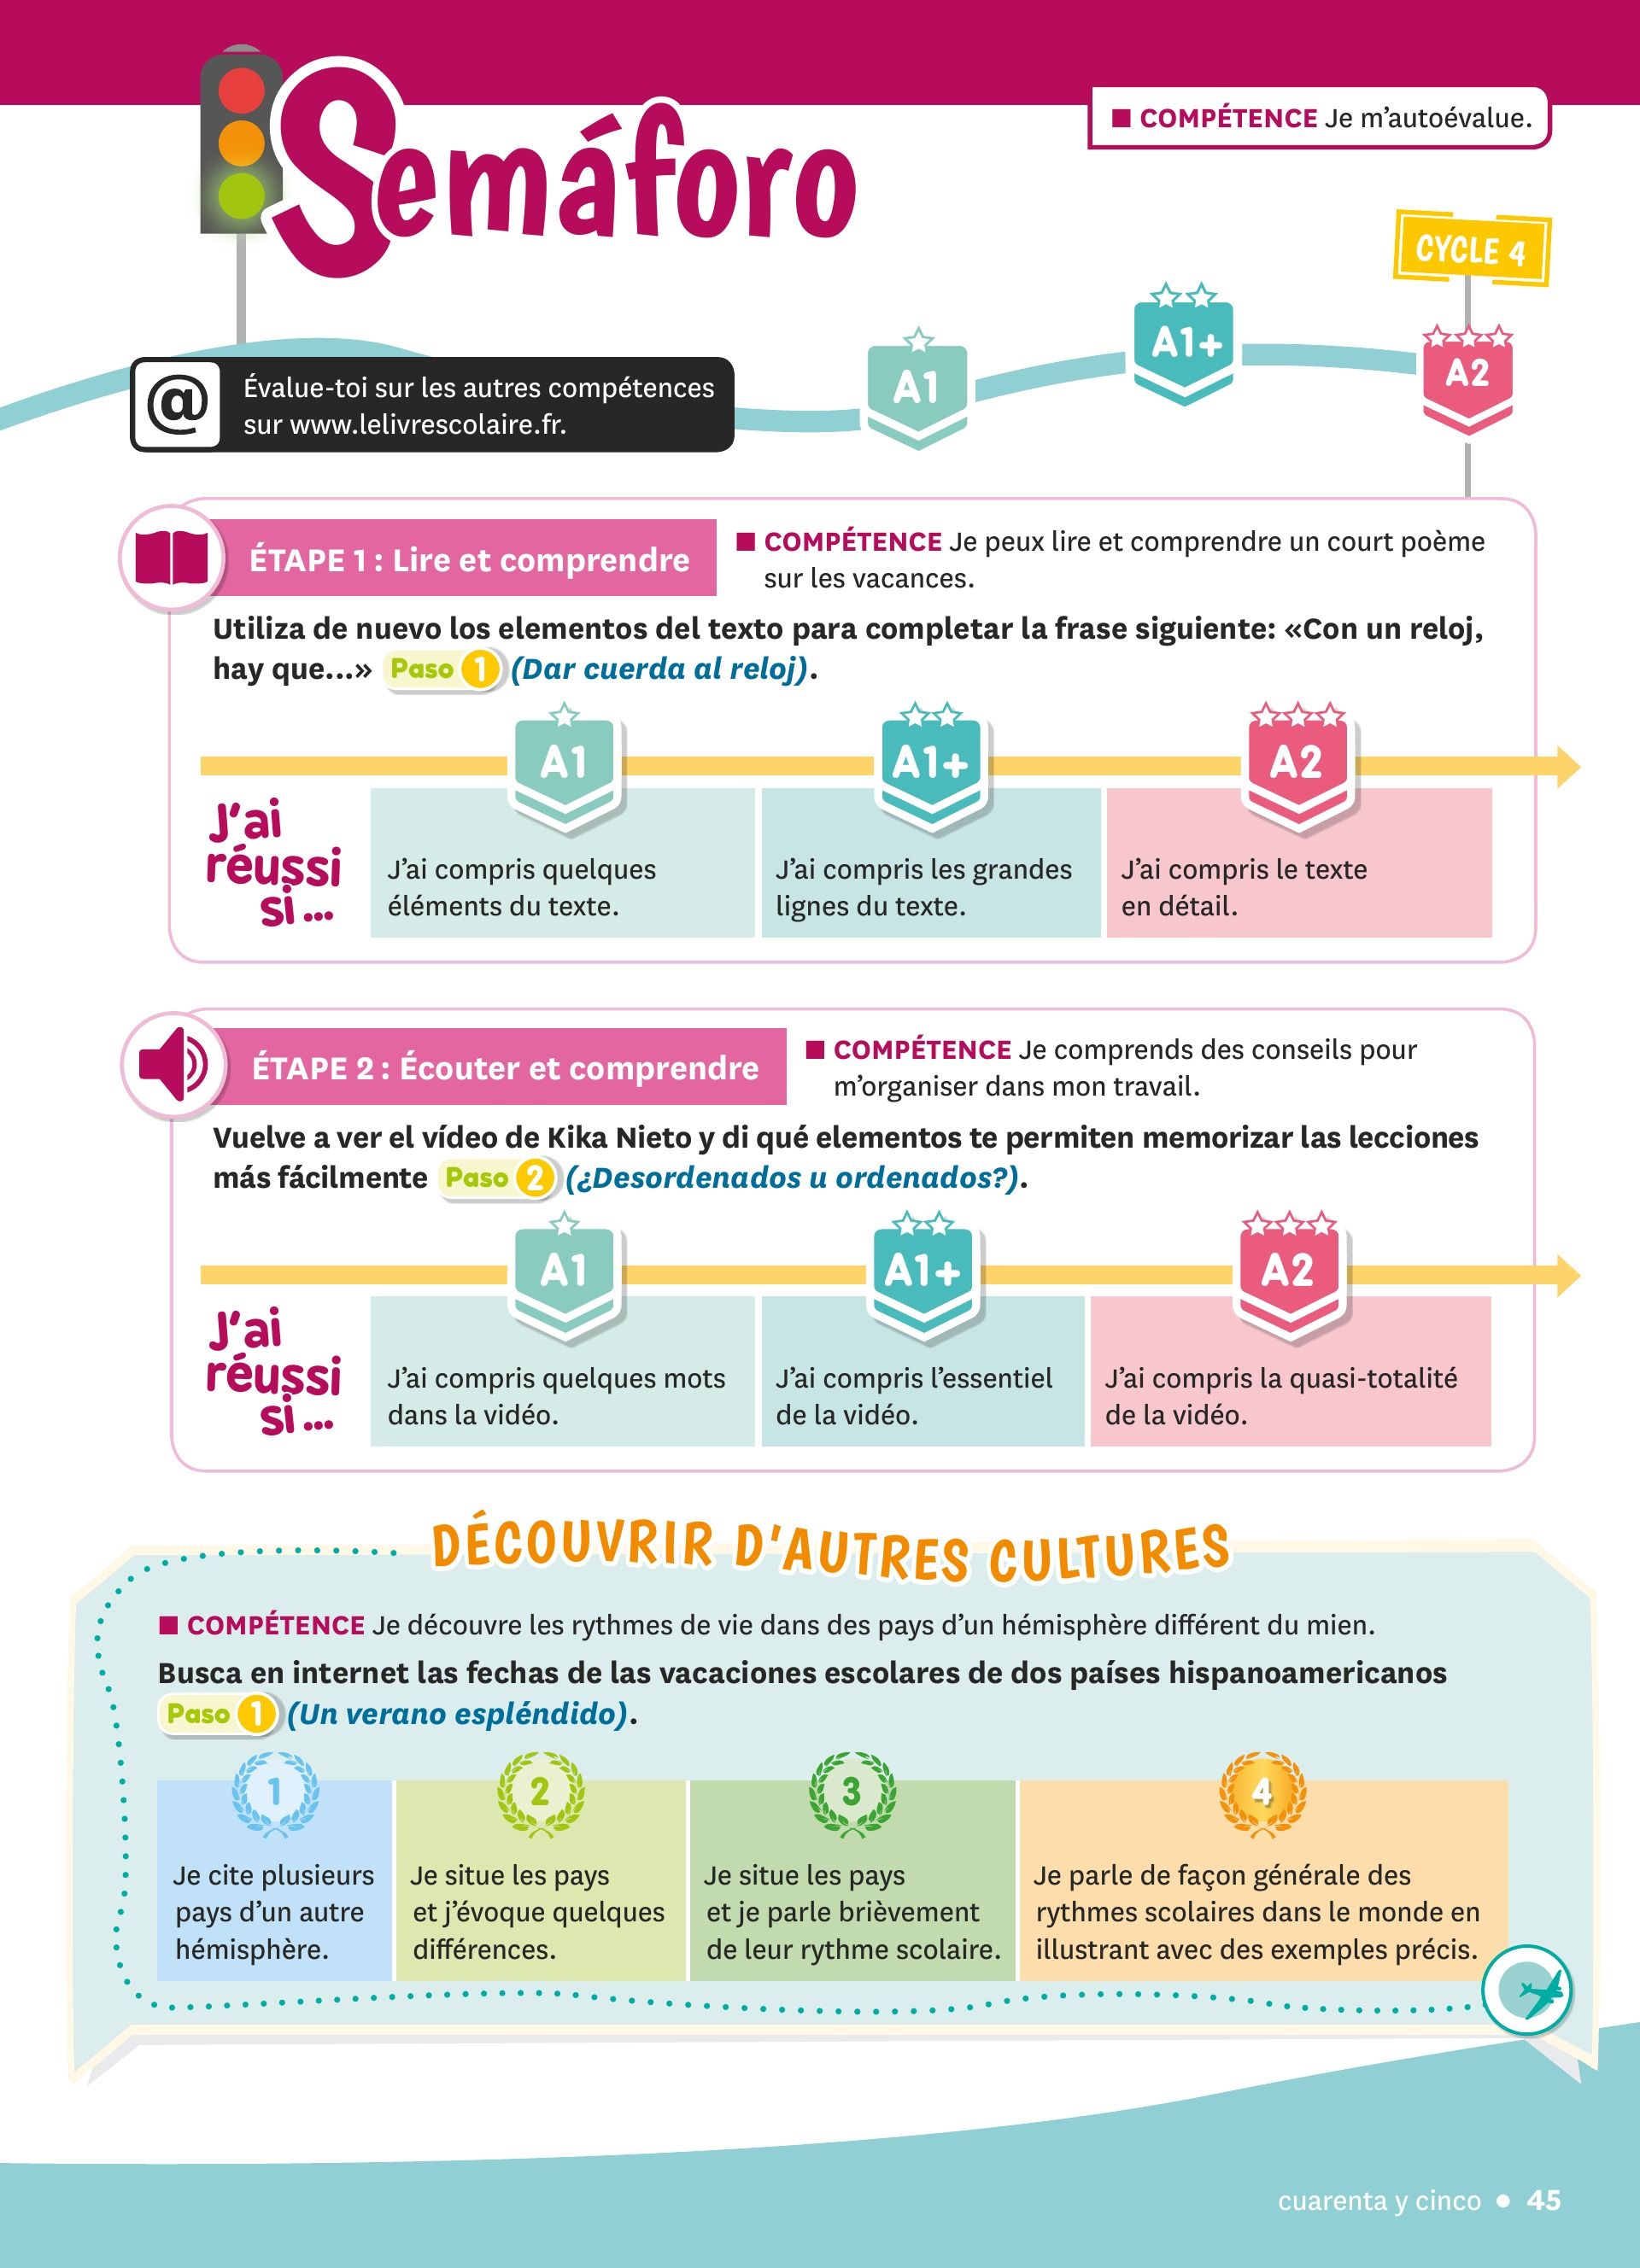 Semáforo
■ COMPÉTENCE Je m'autoévalue.
CYCLE 4
@
Évalue-toi sur les autres compétences
sur www.lelivrescolaire.fr.
A1
A1+
A2
ÉTAPE 1 : Lire et comprendre
■ COMPÉTENCE Je peux lire et comprendre un court poème
sur les vacances.
Utiliza de nuevo los elementos del texto para completar la frase siguiente: «Con un reloj,
hay que...» Paso 1 (Dar cuerda al reloj).
A1
A1+
A2
J'ai
réussi
si ...
J'ai compris quelques
éléments du texte.
J'ai compris les grandes
lignes du texte.
J'ai compris le texte
en détail.
ÉTAPE 2 : Écouter et comprendre
■ COMPÉTENCE Je comprends des conseils pour
m'organiser dans mon travail.
Vuelve a ver el vídeo de Kika Nieto y di qué elementos te permiten memorizar las lecciones
más fácilmente Paso 2 (¿Desordenados u ordenados?).
A1
A1+
A2
J'ai
réussi
si ...
J'ai compris quelques mots
dans la vidéo.
J'ai compris l'essentiel
de la vidéo.
J'ai compris la quasi-totalité
de la vidéo.
DÉCOUVRIR D'AUTRES CULTURES
■ COMPÉTENCE Je découvre les rythmes de vie dans des pays d'un hémisphère différent du mien.
Busca en internet las fechas de las vacaciones escolares de dos países hispanoamericanos
Paso 1 (Un verano espléndido).
1
Je cite plusieurs
pays d'un autre
hémisphère.
2
Je situe les pays
et j'évoque quelques
différences.
3
Je situe les pays
et je parle brièvement
de leur rythme scolaire.
4
Je parle de façon générale des
rythmes scolaires dans le monde en
illustrant avec des exemples précis.
cuarenta y cinco • 45